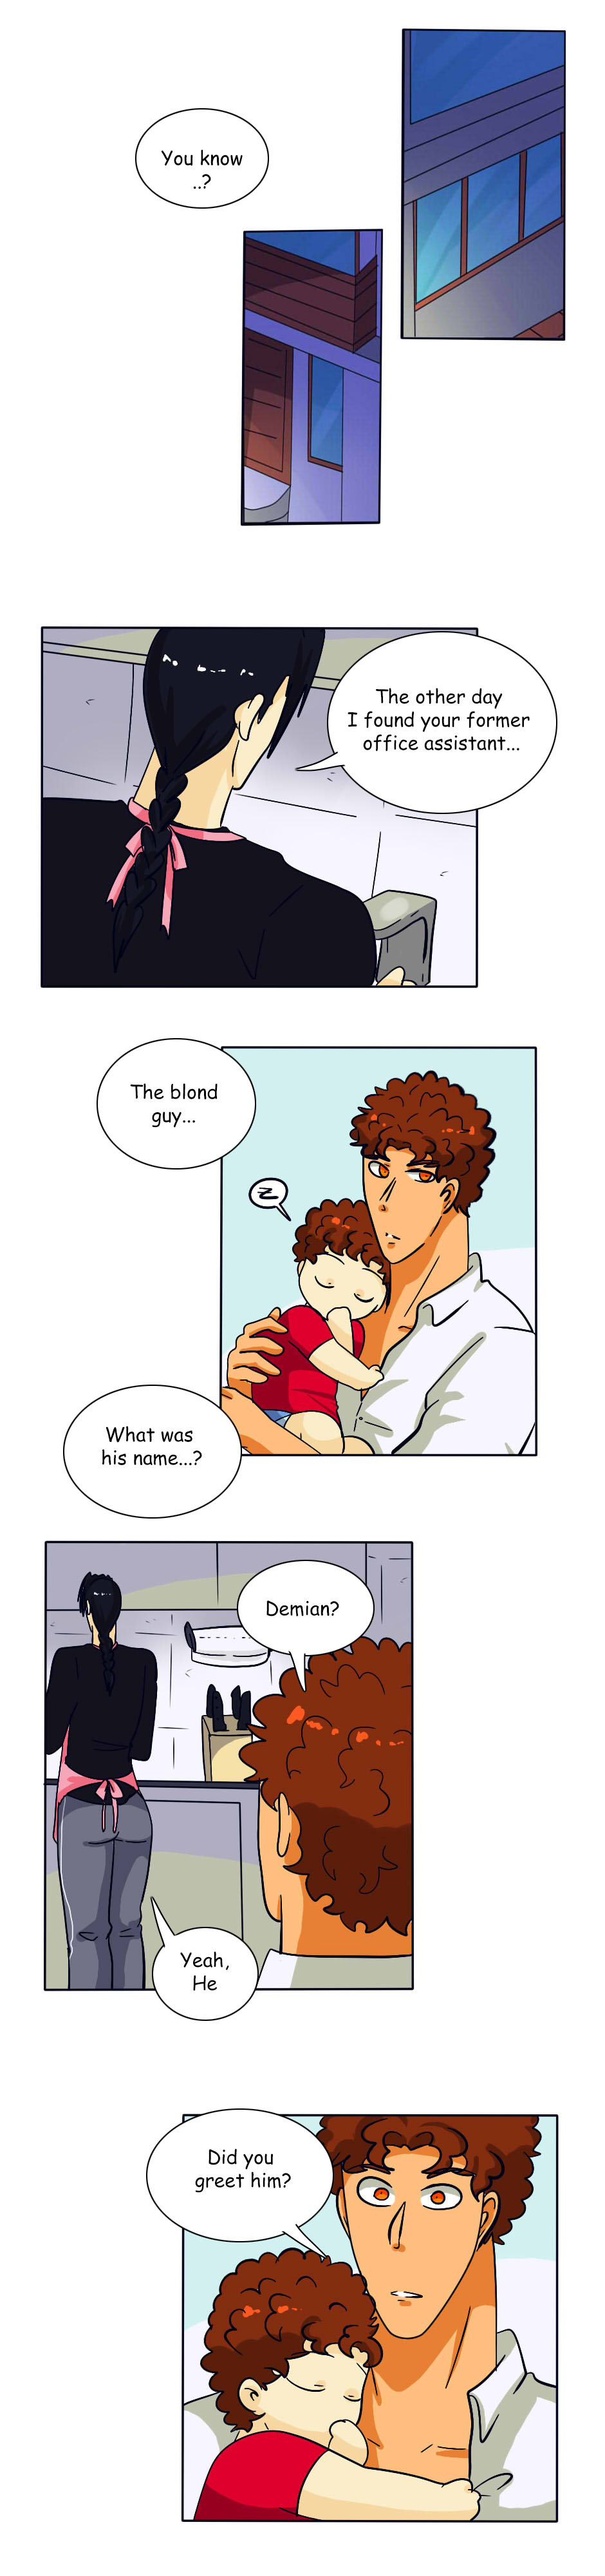 You know
..?
The other day
I found your former
office assistant...
The blond
guy...
Z
What was
his name...?
Demian?
Yeah,
He
Did you
greet him?